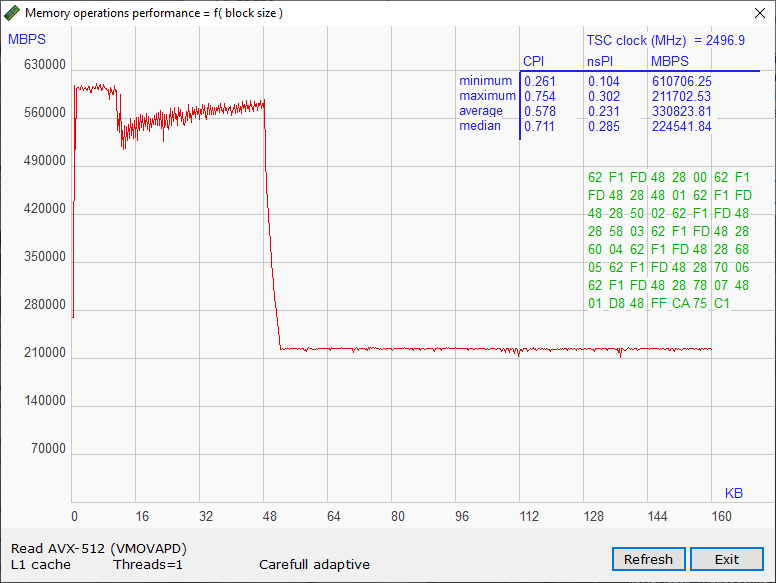 Memory operations performance = f( block size )
MBPS
TSC clock (MHz) = 2496.9
CPI nsPI MBPS
minimum 0.261 0.104 610706.25
maximum 0.754 0.302 211702.53
average 0.578 0.231 330823.81
median 0.711 0.285 224541.84
630000
560000
490000
420000
350000
280000
210000
140000
70000
62 F1 FD 48 28 00 62 F1
FD 48 28 48 01 62 F1 FD
48 28 50 02 62 F1 FD 48
28 58 03 62 F1 FD 48 28
60 04 62 F1 FD 48 28 68
05 62 F1 FD 48 28 70 06
62 F1 FD 48 28 78 07 48
01 D8 48 FF CA 75 C1
KB
0 16 32 48 64 80 96 112 128 144 160
Read AVX-512 (VMOVAPD)
L1 cache Threads=1 Carefull adaptive
Refresh Exit